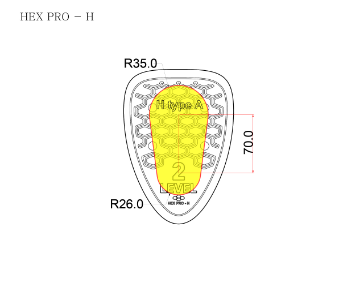 HEX PRO - H
R35.0
H type A
70.0
2
LEVEL
R26.0
HEX PRO - H